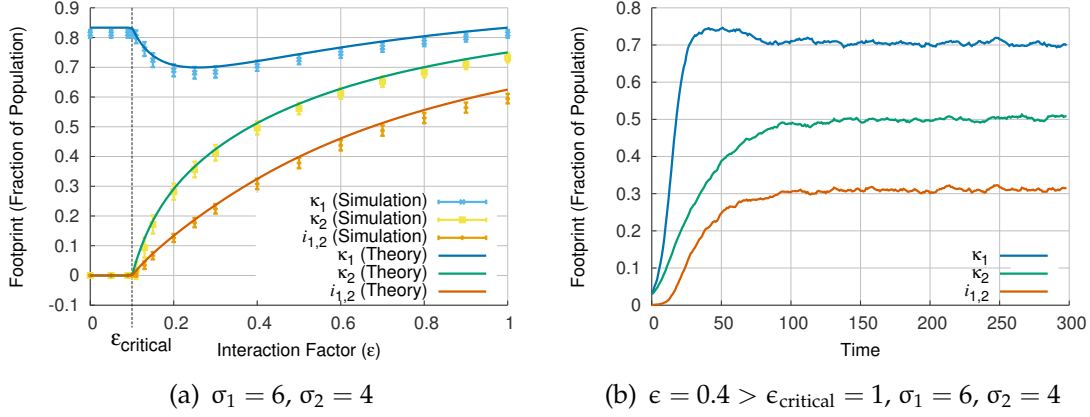 0.9
0.8
0.7
0.6
0.5
0.4
0.3
0.2
0.1
0
-0.1
Footprint (Fraction of Population)
0 0.2 0.4 0.6 0.8 1
ε critical
Interaction Factor (ε)
κ1 (Simulation)
κ2 (Simulation)
i1,2 (Simulation)
κ1 (Theory)
κ2 (Theory)
i1,2 (Theory)
(a) σ1 = 6, σ2 = 4
0.8
0.7
0.6
0.5
0.4
0.3
0.2
0.1
0
Footprint (Fraction of Population)
0 50 100 150 200 250 300
Time
κ1
κ2
i1,2
(b) ϵ = 0.4 > ϵcritical = 1, σ1 = 6, σ2 = 4